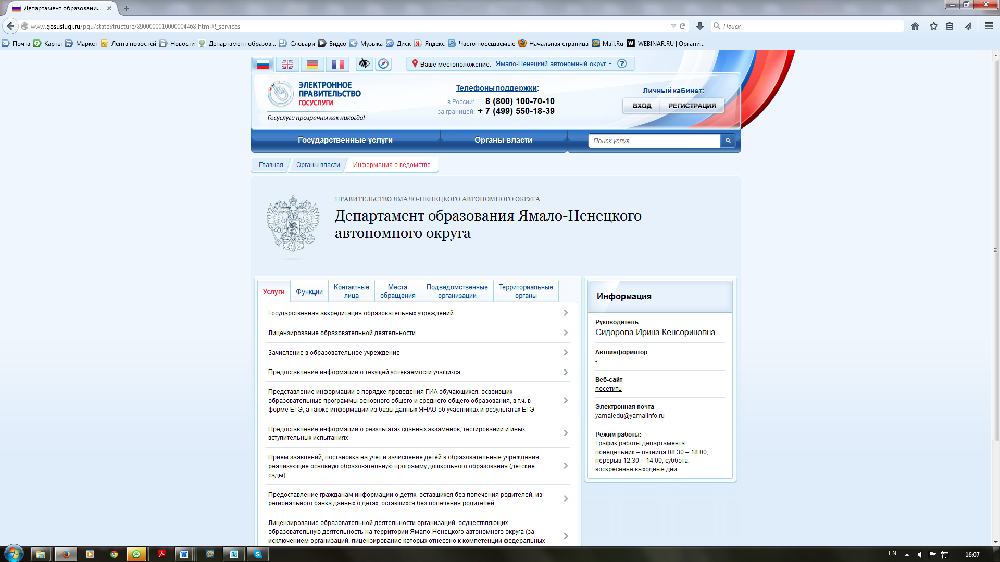 Департамент образовани...
www.gosuslugi.ru/pgu/stateStructure/8900000010000004468.html#!_services
Поиск
Почта Карты Маркет Лента новостей Новости Департамент образов... Словари Видео Музыка Диск Яндекс Часто посещаемые Начальная страница Mail.Ru WEBINAR.RU | Органи...
Ваше местоположение: Ямало-Ненецкий автономный округ
ЭЛЕКТРОННОЕ
ПРАВИТЕЛЬСТВО
ГОСУСЛУГИ
Госуслуги прозрачны как никогда!
Телефоны поддержки:
в России: 8 (800) 100-70-10
за границей: + 7 (499) 550-18-39
Личный кабинет:
ВХОД РЕГИСТРАЦИЯ
Государственные услуги Органы власти Поиск услуг
Главная Органы власти Информация о ведомстве
ПРАВИТЕЛЬСТВО ЯМАЛО-НЕНЕЦКОГО АВТОНОМНОГО ОКРУГА
Департамент образования Ямало-Ненецкого
автономного округа
Услуги
Функции
Контактные
лица
Места
обращения
Подведомственные
организации
Территориальные
органы
Государственная аккредитация образовательных учреждений
Лицензирование образовательной деятельности
Зачисление в образовательное учреждение
Предоставление информации о текущей успеваемости учащихся
Представление информации о порядке проведения ГИА обучающихся, освоивших
образовательные программы основного общего и среднего общего образования, в т.ч. в
форме ЕГЭ, а также информации из базы данных ЯНАО об участниках и результатах ЕГЭ
Предоставление информации о результатах сданных экзаменов, тестировании и иных
вступительных испытаниях
Прием заявлений, постановка на учет и зачисление детей в образовательные учреждения,
реализующие основную образовательную программу дошкольного образования (детские
сады)
Предоставление гражданам информации о детях, оставшихся без попечения родителей, из
регионального банка данных о детях, оставшихся без попечения родителей
Лицензирование образовательной деятельности организаций, осуществляющих
образовательную деятельность на территории Ямало-Ненецкого автономного округа (за
исключением организаций, лицензирование которых отнесено к компетенции федеральных
Информация
Руководитель
Сидорова Ирина Кенсориновна
Автоинформатор
-
Веб-сайт
посетить
Электронная почта
yamaledu@yamalinfo.ru
Режим работы:
График работы департамента:
понедельник – пятница 08.30 – 18.00;
перерыв 12.30 – 14.00; суббота,
воскресенье выходные дни.
EN
16:07